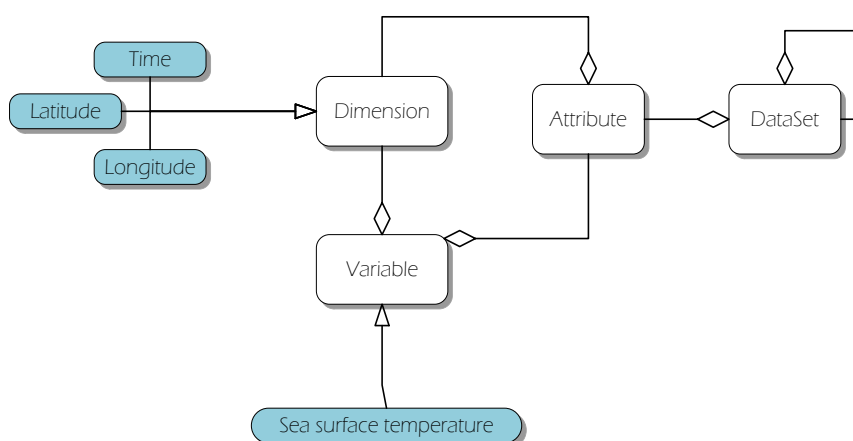 Time
Latitude
Longitude
Dimension
Attribute
DataSet
Variable
Sea surface temperature